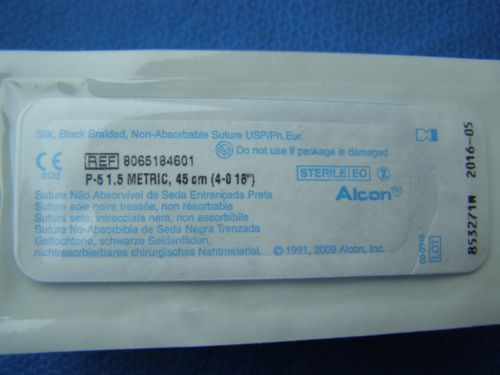 Silk, Black Braided, Non-Absorbable Suture USP/Ph.Eur.
Do not use if package is damaged
CE 0123
REF 8065184601
P-5 1.5 METRIC, 45 cm (4-0 18")
STERILE EO 2
Alcon®
Sutura Não Absorvível de Seda Entrançada Preta
Suture soie noire tressée, non résorbable
Sutura seta, intrecciata nera, non assorbibile
Sutura No-Absorbible de Seda Negra Trenzada
Geflochtene, schwarze Seidenfäden,
nichtresorbierbares chirurgisches Nahtmaterial
© 1991, 2009 Alcon, Inc.
2016-05
LOT
853271M